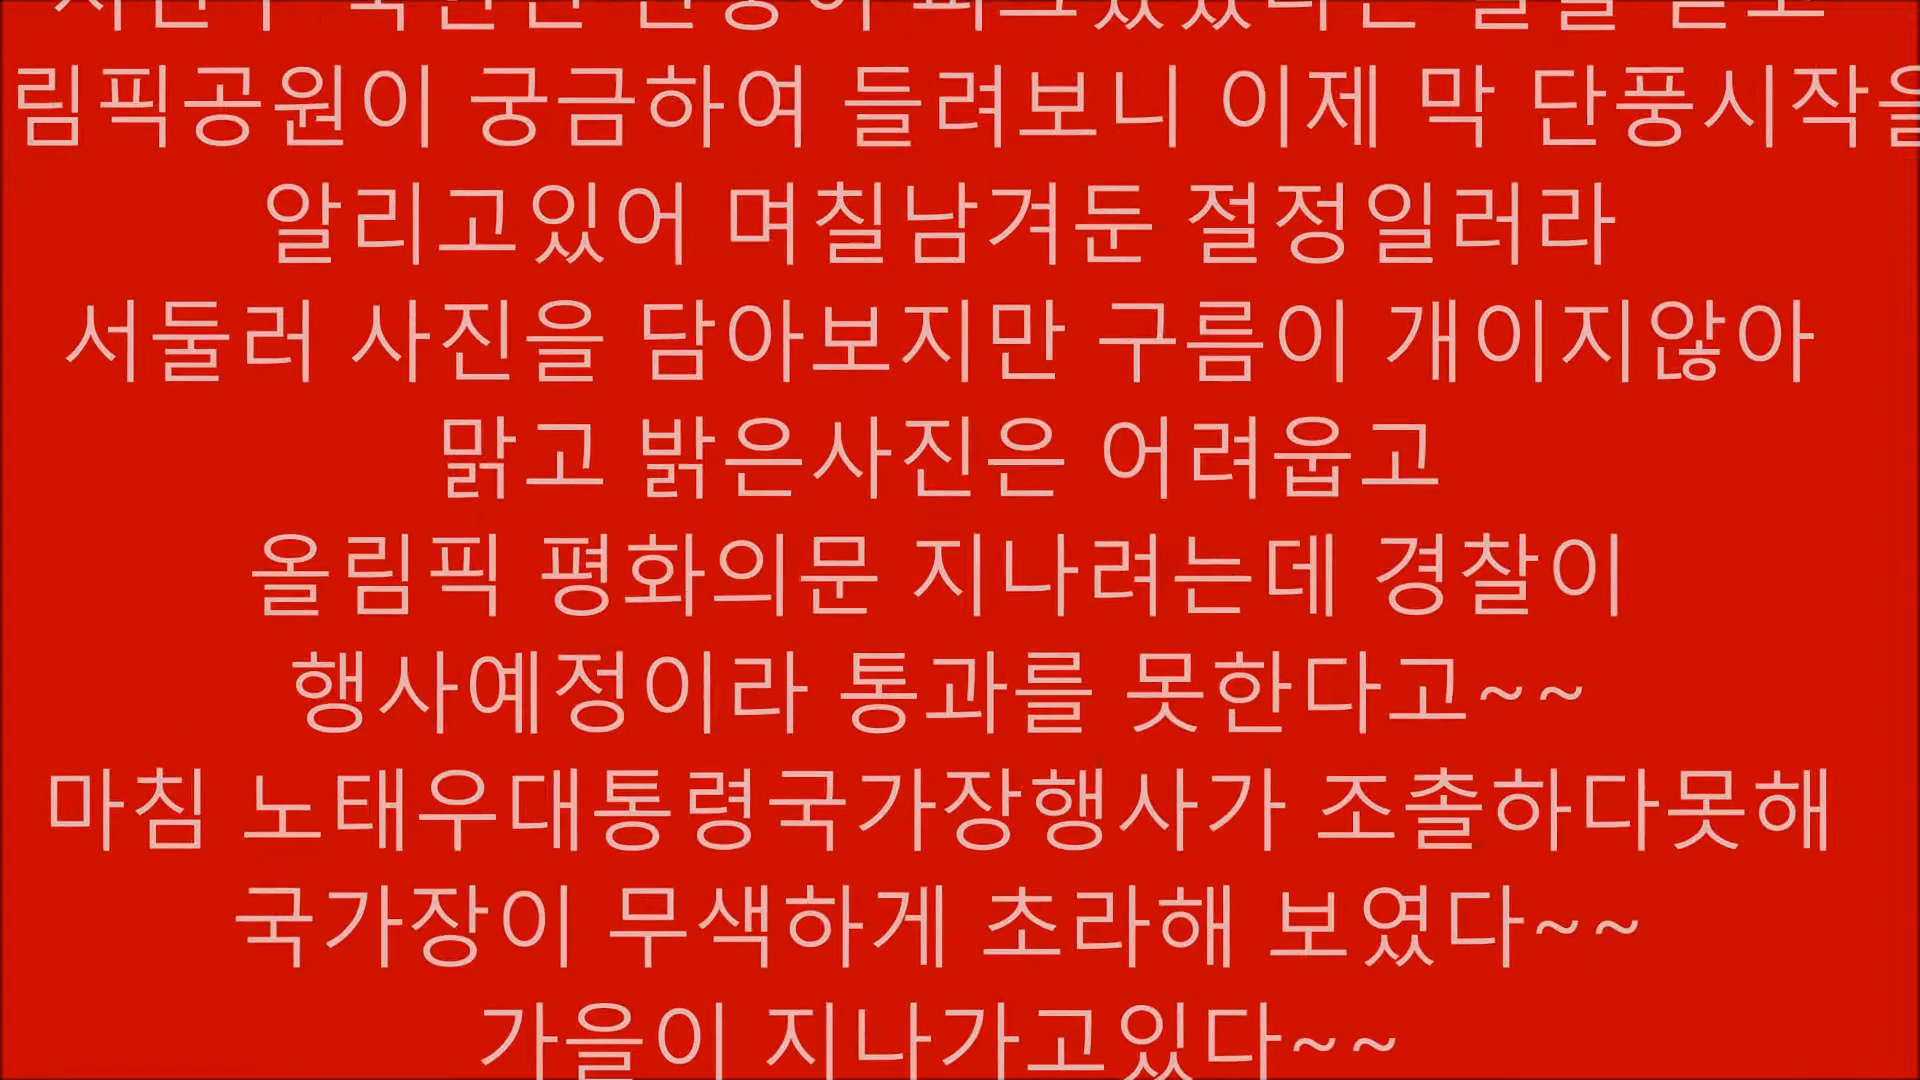 림픽공원이 궁금하여 들려보니 이제 막 단풍시작을
알리고있어 며칠남겨둔 절정일러라
서둘러 사진을 담아보지만 구름이 개이지않아
맑고 밝은사진은 어려웁고
올림픽 평화의문 지나려는데 경찰이
행사예정이라 통과를 못한다고~~
마침 노태우대통령국가장행사가 조촐하다못해
국가장이 무색하게 초라해 보였다~~
가을이 지나가고있다~~